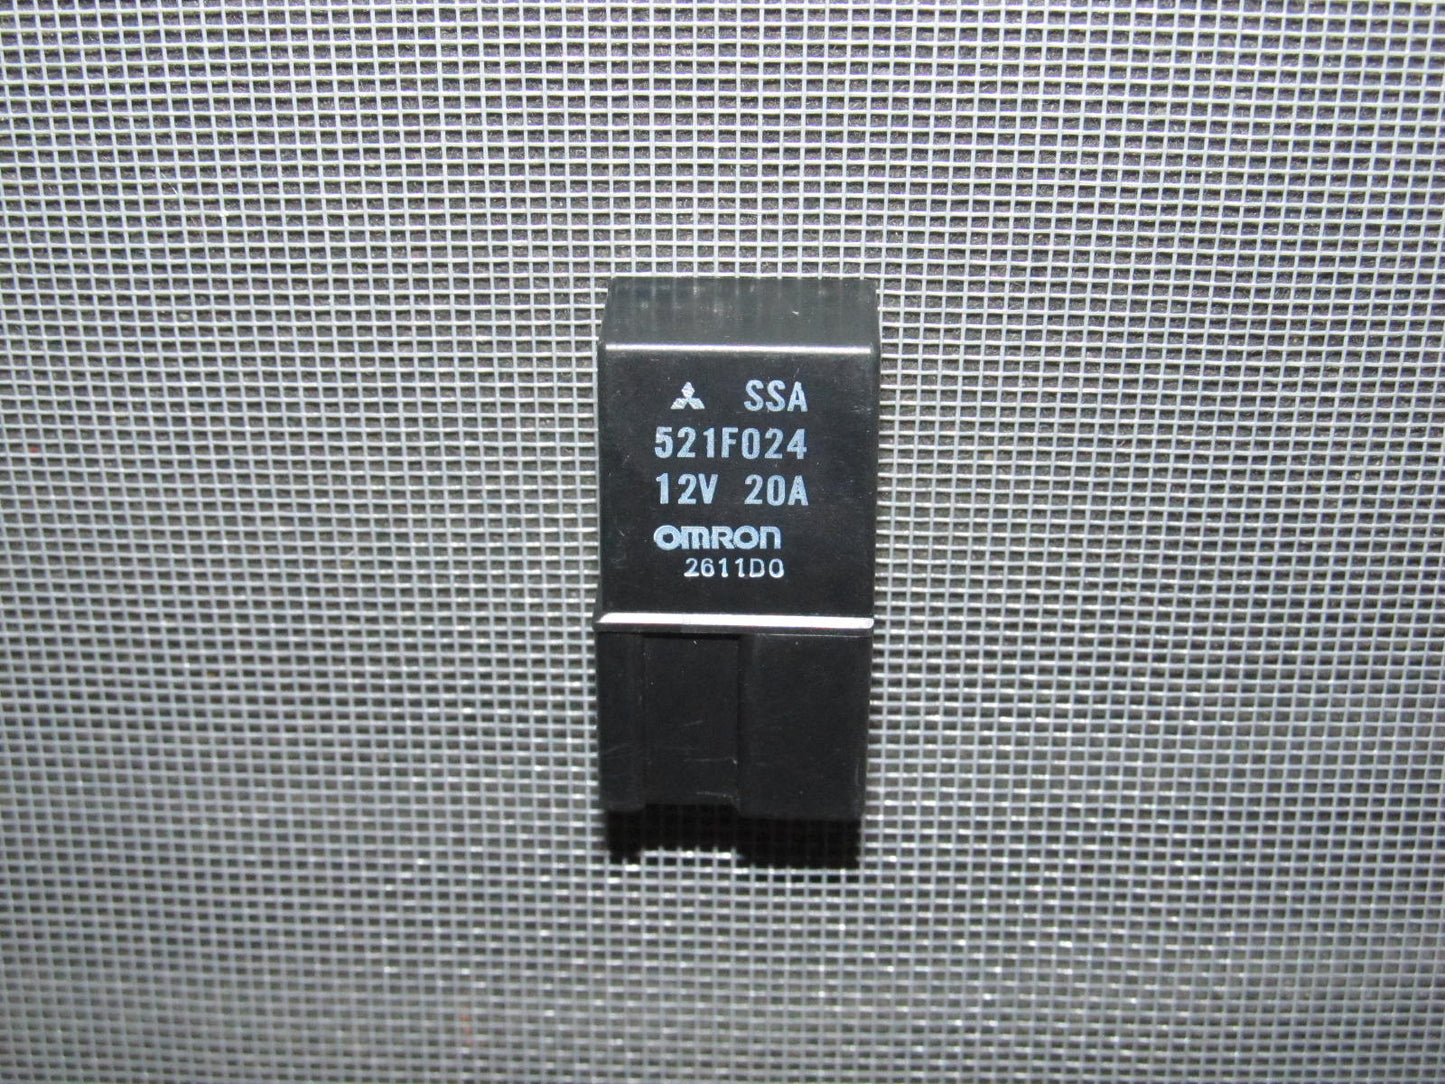 SSA
521F024
12V 20A
OMRON
2611D0